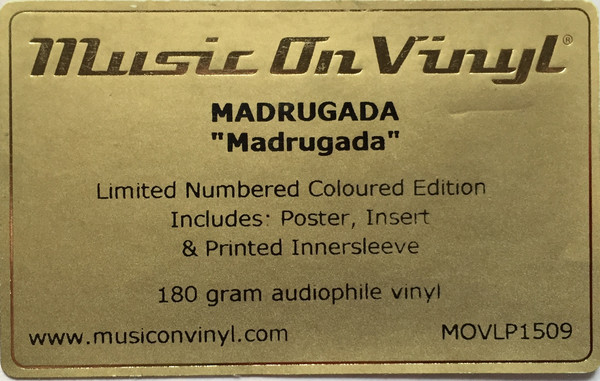 Music On Vinyl®
MADRUGADA
"Madrugada"
Limited Numbered Coloured Edition
Includes: Poster, Insert
& Printed Innersleeve
180 gram audiophile vinyl
www.musiconvinyl.com MOVLP1509